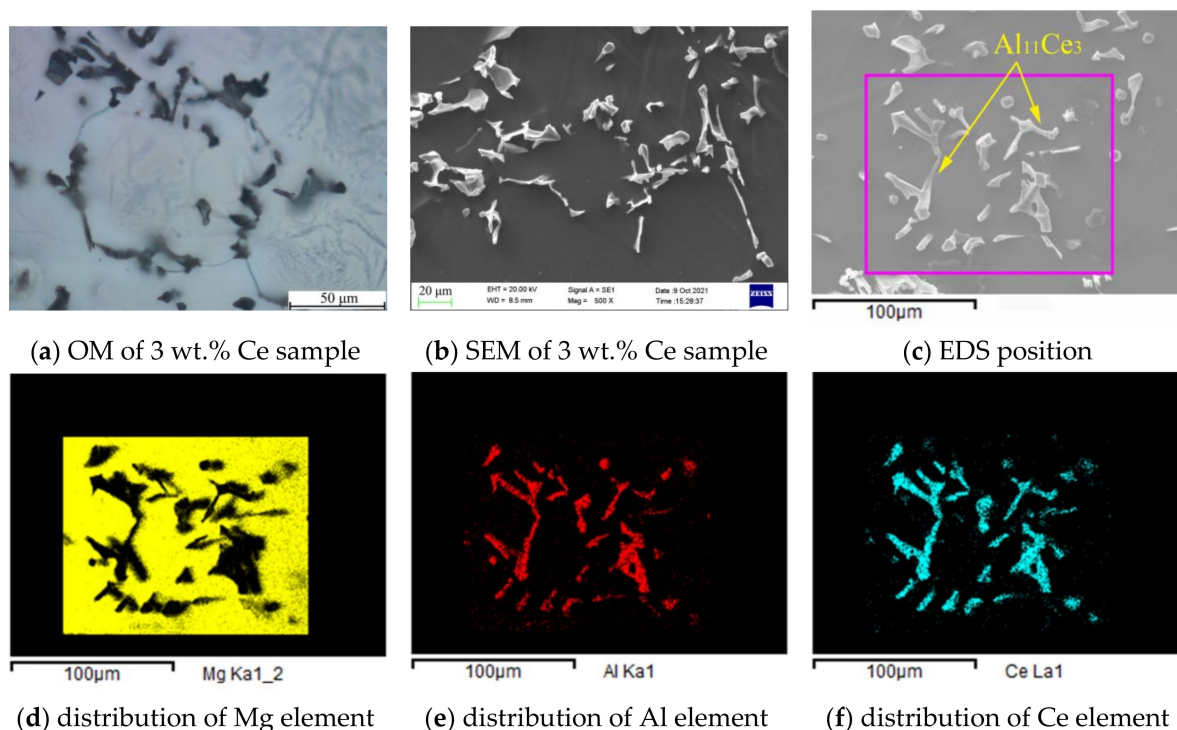 Al₁₁Ce₃
50 μm
20 μm
EHT = 20.00 kV
WD = 8.5 mm
Signal A = SE1
Mag = 500 X
Date :9 Oct 2021
Time :15:28:37
ZEISS
100μm
(a) OM of 3 wt.% Ce sample
(b) SEM of 3 wt.% Ce sample
(c) EDS position
100μm
Mg Ka1_2
100μm
Al Ka1
100μm
Ce La1
(d) distribution of Mg element
(e) distribution of Al element
(f) distribution of Ce element